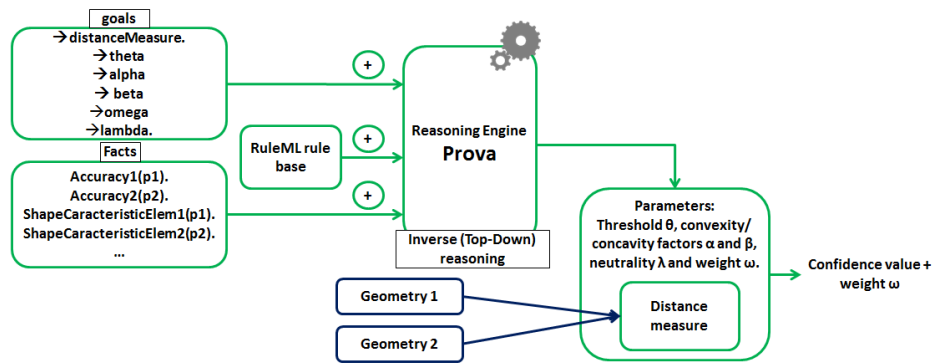 goals
→distanceMeasure.
→theta
→alpha
→ beta
→omega
→lambda.
Facts
Accuracy1(p1).
Accuracy2(p2).
ShapeCaracteristicElem1(p1).
ShapeCaracteristicElem2(p2).
...
+
+
+
RuleML rule
base
Reasoning Engine
Prova
Inverse (Top-Down)
reasoning
Geometry 1
Geometry 2
Parameters:
Threshold θ, convexity/
concavity factors α and β,
neutrality λ and weight ω.
Distance
measure
Confidence value +
weight ω